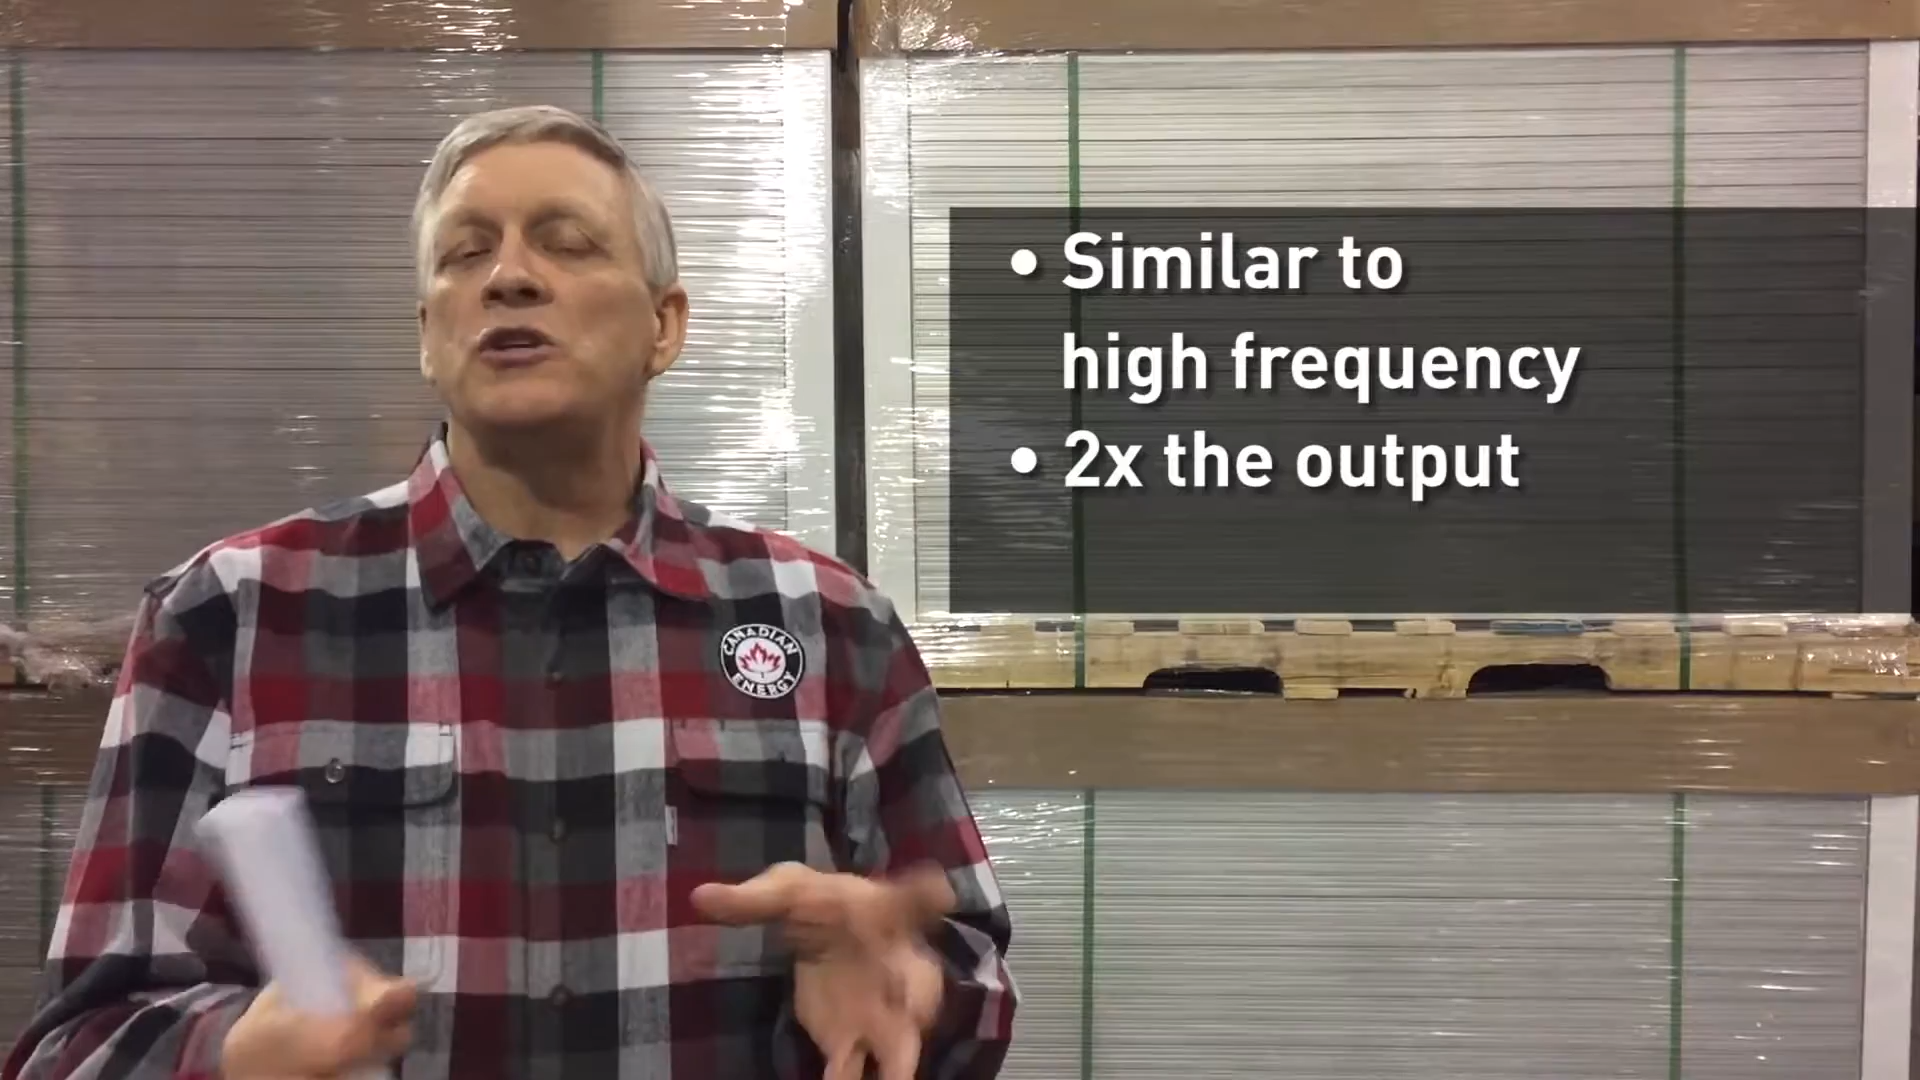 • Similar to
high frequency
• 2x the output
CANADIAN
ENERGY